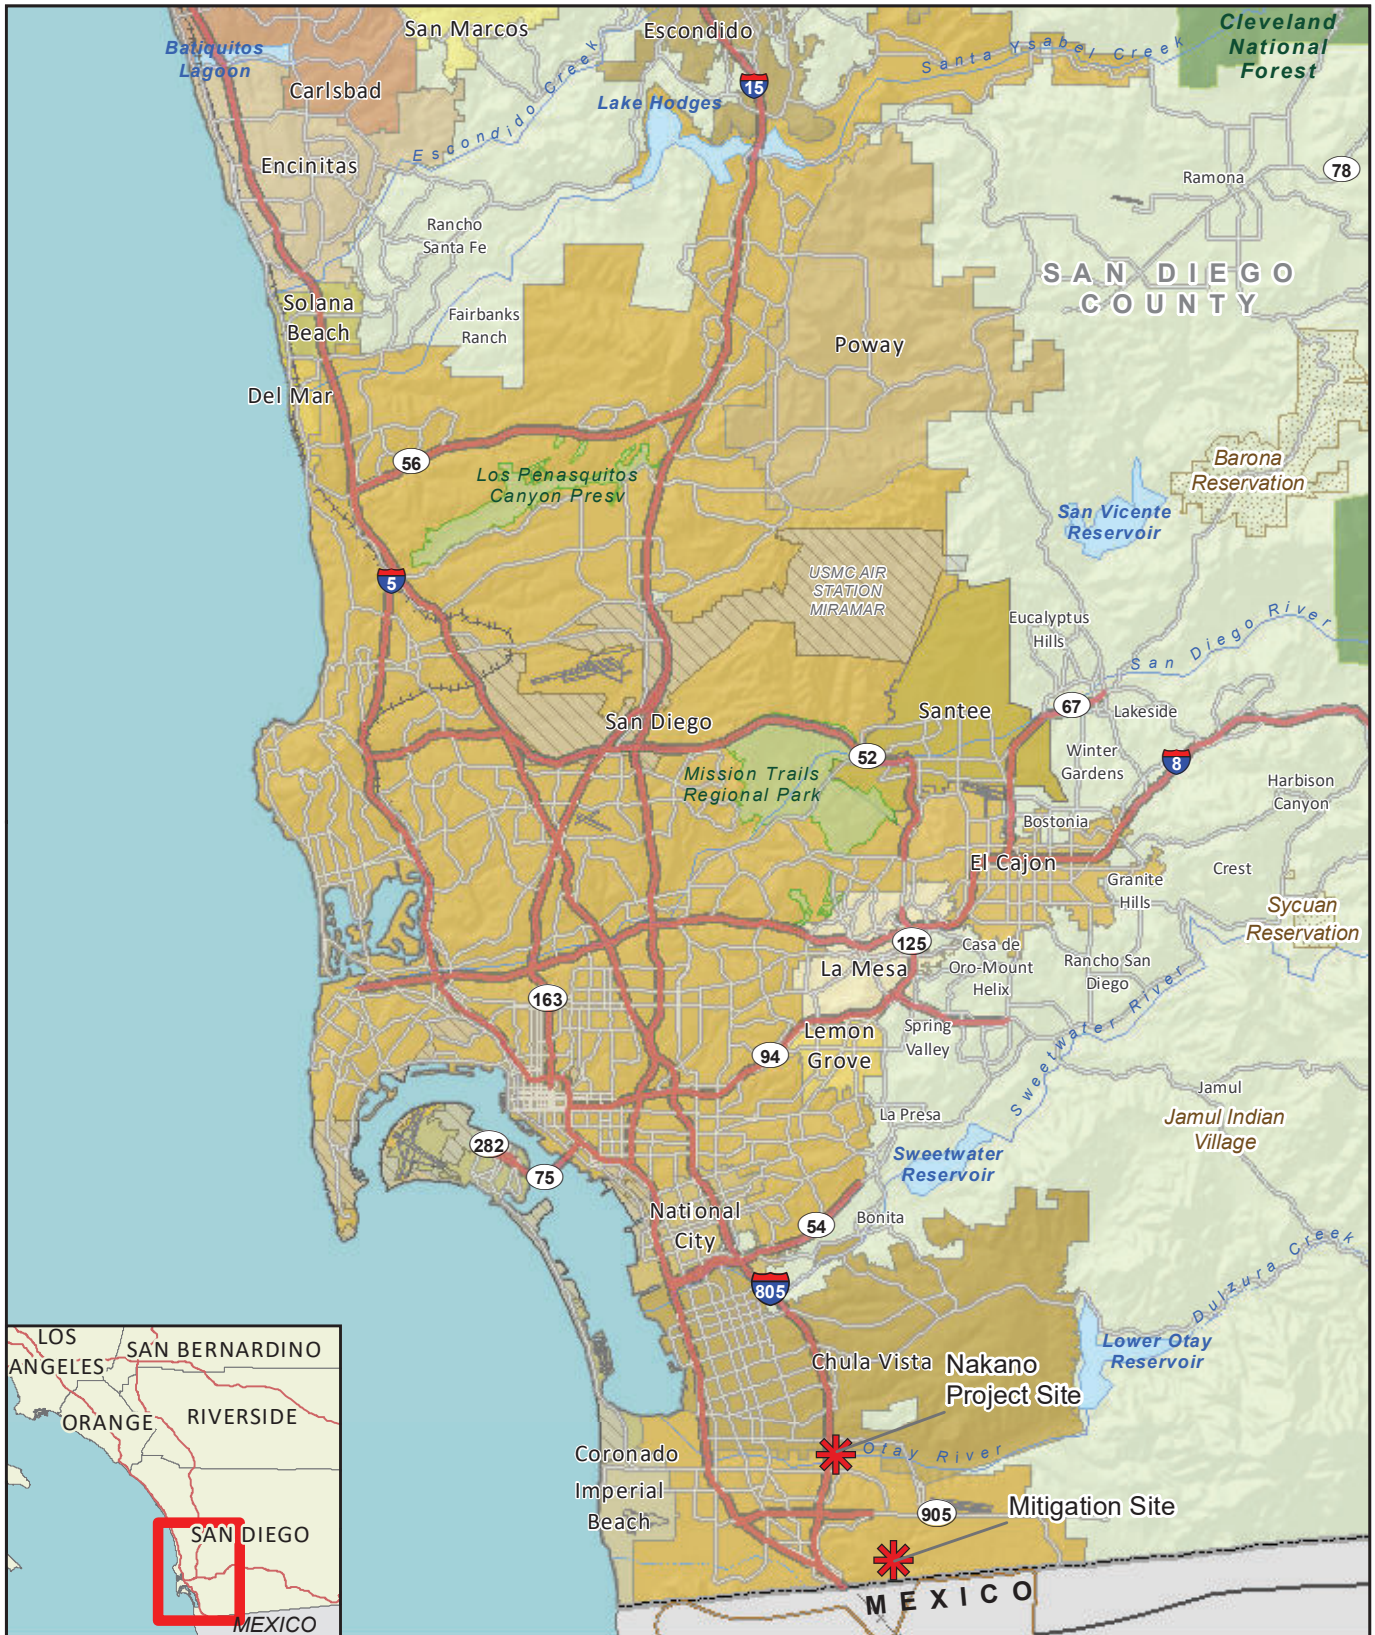 San Marcos
Escondido
Cleveland
National
Forest
Batiquitos
Lagoon
Santa Ysabel Creek
Carlsbad
15
Lake Hodges
Escondido Creek
Encinitas
78
Ramona
Rancho
Santa Fe
SAN DIEGO
COUNTY
Solana
Beach
Fairbanks
Ranch
Poway
Del Mar
56
Los Penasquitos
Canyon Presv
Barona
Reservation
San Vicente
Reservoir
5
USMC AIR
STATION
MIRAMAR
Eucalyptus
Hills
San Diego River
San Diego
Santee
67
Lakeside
52
Winter
Gardens
8
Mission Trails
Regional Park
Harbison
Canyon
Bostonia
El Cajon
Granite
Hills
Crest
Sycuan
Reservation
125
Casa de
Oro-Mount
Helix
La Mesa
Rancho San
Diego
163
Lemon
Grove
Spring
Valley
Sweetwater River
94
Jamul
La Presa
Jamul Indian
Village
282
75
Sweetwater
Reservoir
National
City
54
Bonita
Dulzura Creek
805
Lower Otay
Reservoir
Chula Vista
Nakano
Project Site
Otay River
Coronado
Imperial
Beach
905
Mitigation Site
MEXICO
LOS
ANGELES
SAN BERNARDINO
ORANGE
RIVERSIDE
SAN DIEGO
MEXICO